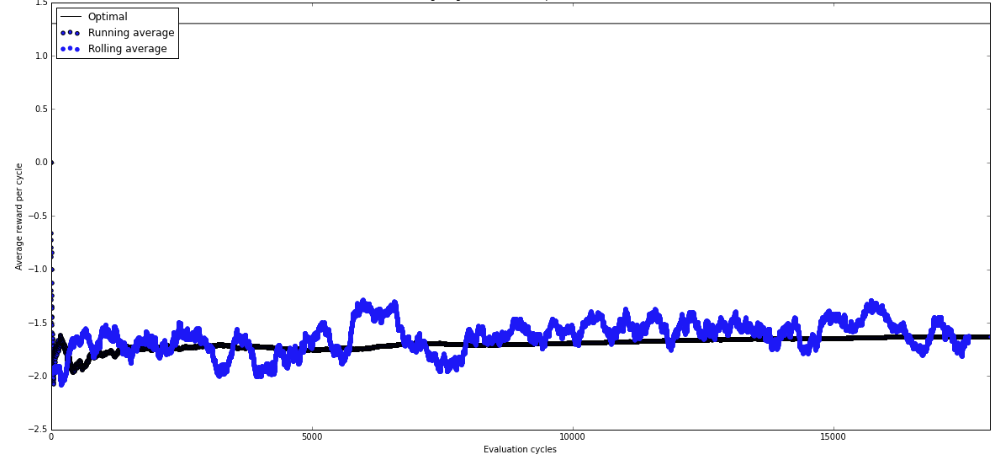 1.5
Optimal
Running average
Rolling average
1.0
0.5
0.0
−0.5
−1.0
−1.5
−2.0
−2.5
Average reward per cycle
0 5000 10000 15000
Evaluation cycles